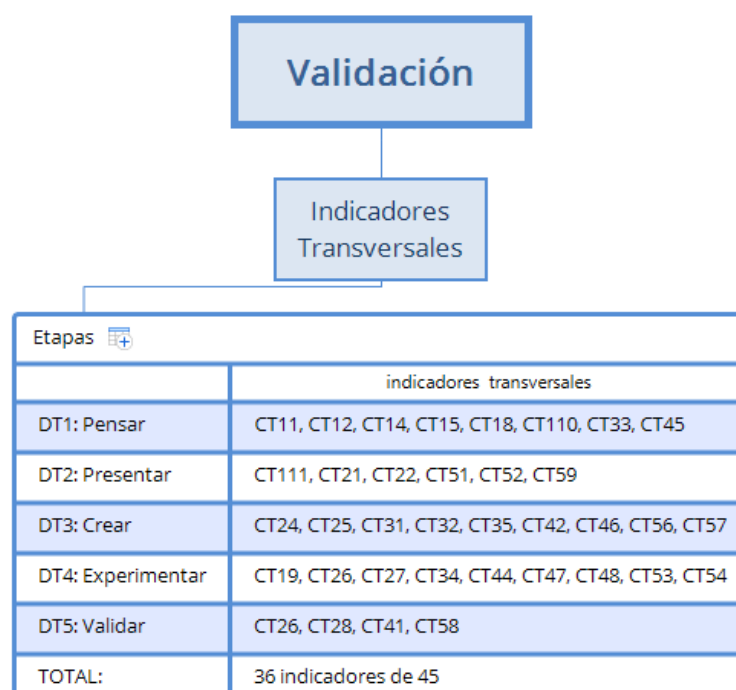 Validación
Indicadores
Transversales
Etapas
indicadores transversales
DT1: Pensar CT11, CT12, CT14, CT15, CT18, CT110, CT33, CT45
DT2: Presentar CT111, CT21, CT22, CT51, CT52, CT59
DT3: Crear CT24, CT25, CT31, CT32, CT35, CT42, CT46, CT56, CT57
DT4: Experimentar CT19, CT26, CT27, CT34, CT44, CT47, CT48, CT53, CT54
DT5: Validar CT26, CT28, CT41, CT58
TOTAL: 36 indicadores de 45